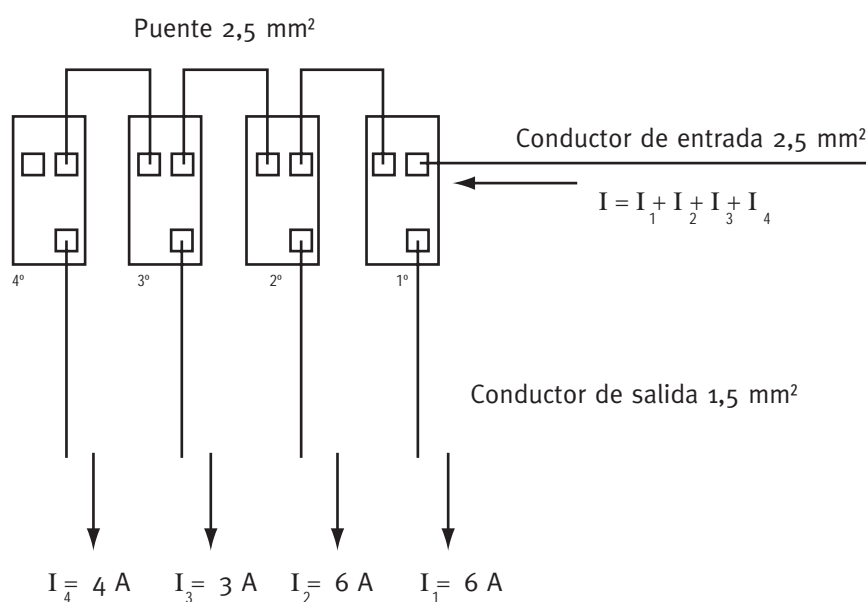 Puente 2,5 mm²
Conductor de entrada 2,5 mm²
I = I₁ + I₂ + I₃ + I₄
4º 3º 2º 1º
Conductor de salida 1,5 mm²
I₄ = 4 A I₃ = 3 A I₂ = 6 A I₁ = 6 A